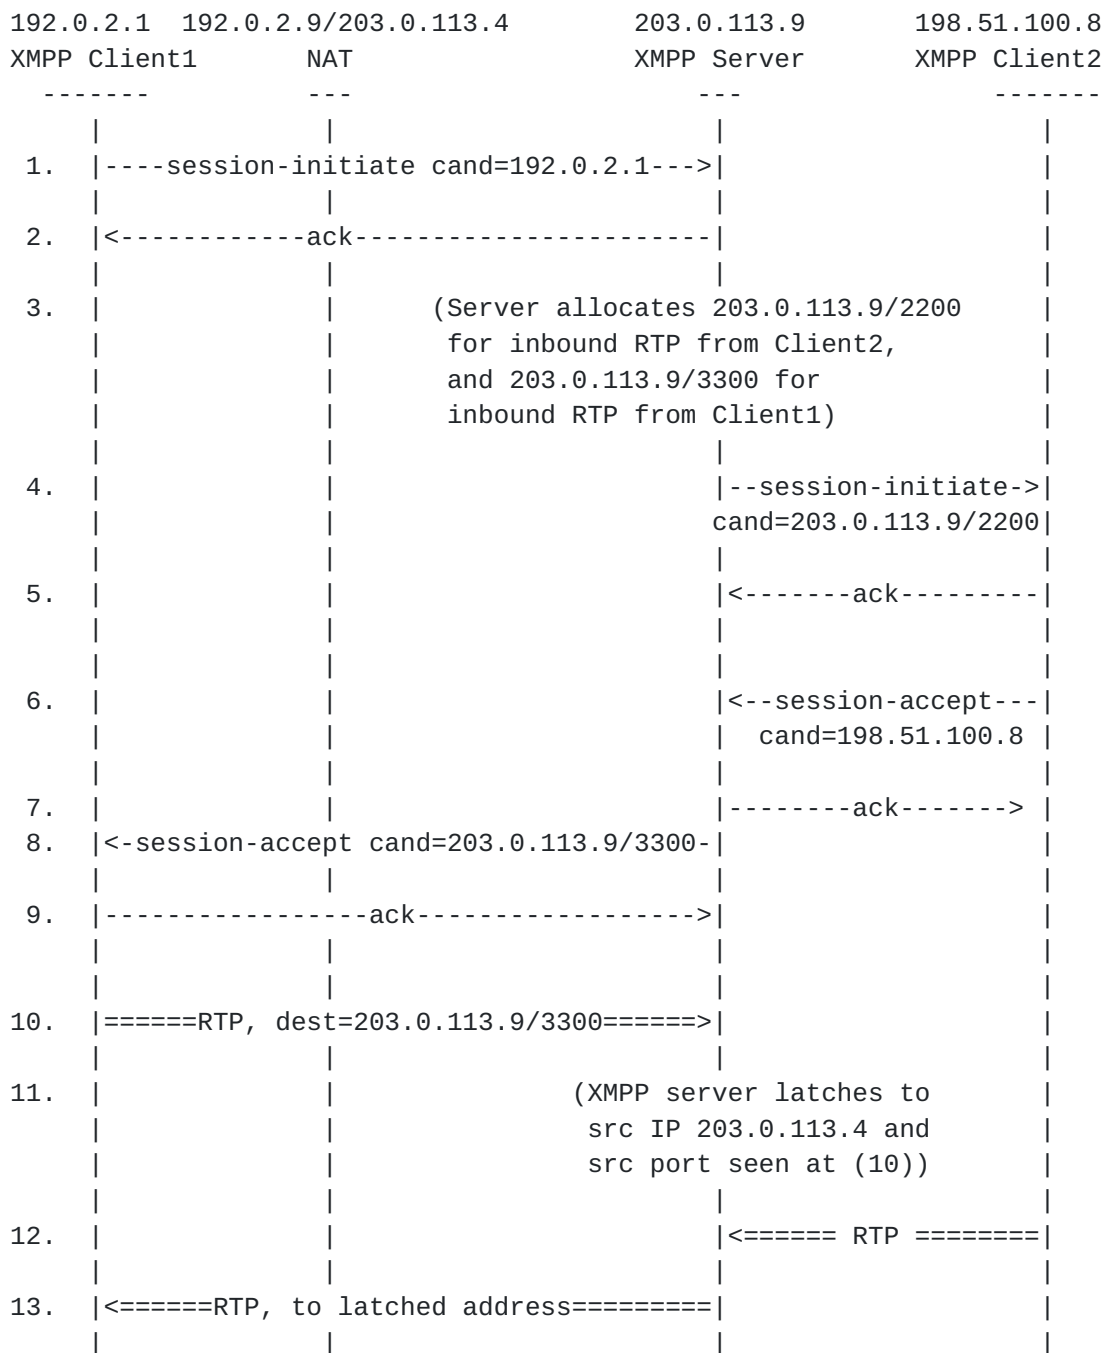 192.0.2.1  192.0.2.9/203.0.113.4        203.0.113.9       198.51.100.8
XMPP Client1       NAT                  XMPP Server       XMPP Client2
  -------          ---                      ---                -------
     |              |                        |                    |
 1.  |----session-initiate cand=192.0.2.1--->|                    |
     |              |                        |                    |
 2.  |<------------ack-----------------------|                    |
     |              |                        |                    |
 3.  |              |      (Server allocates 203.0.113.9/2200     |
     |              |       for inbound RTP from Client2,         |
     |              |       and 203.0.113.9/3300 for              |
     |              |       inbound RTP from Client1)             |
     |              |                        |                    |
 4.  |              |                        |--session-initiate->|
     |              |                        cand=203.0.113.9/2200|
     |              |                        |                    |
 5.  |              |                        |<-------ack---------|
     |              |                        |                    |
     |              |                        |                    |
 6.  |              |                        |<--session-accept---|
     |              |                        |  cand=198.51.100.8 |
     |              |                        |                    |
 7.  |              |                        |--------ack-------> |
 8.  |<-session-accept cand=203.0.113.9/3300-|                    |
     |              |                        |                    |
 9.  |-----------------ack------------------>|                    |
     |              |                        |                    |
     |              |                        |                    |
10.  |======RTP, dest=203.0.113.9/3300======>|                    |
     |              |                        |                    |
11.  |              |               (XMPP server latches to       |
     |              |                src IP 203.0.113.4 and       |
     |              |                src port seen at (10))       |
     |              |                        |                    |
12.  |              |                        |<====== RTP ========|
     |              |                        |                    |
13.  |<======RTP, to latched address=========|                    |
     |              |                        |                    |